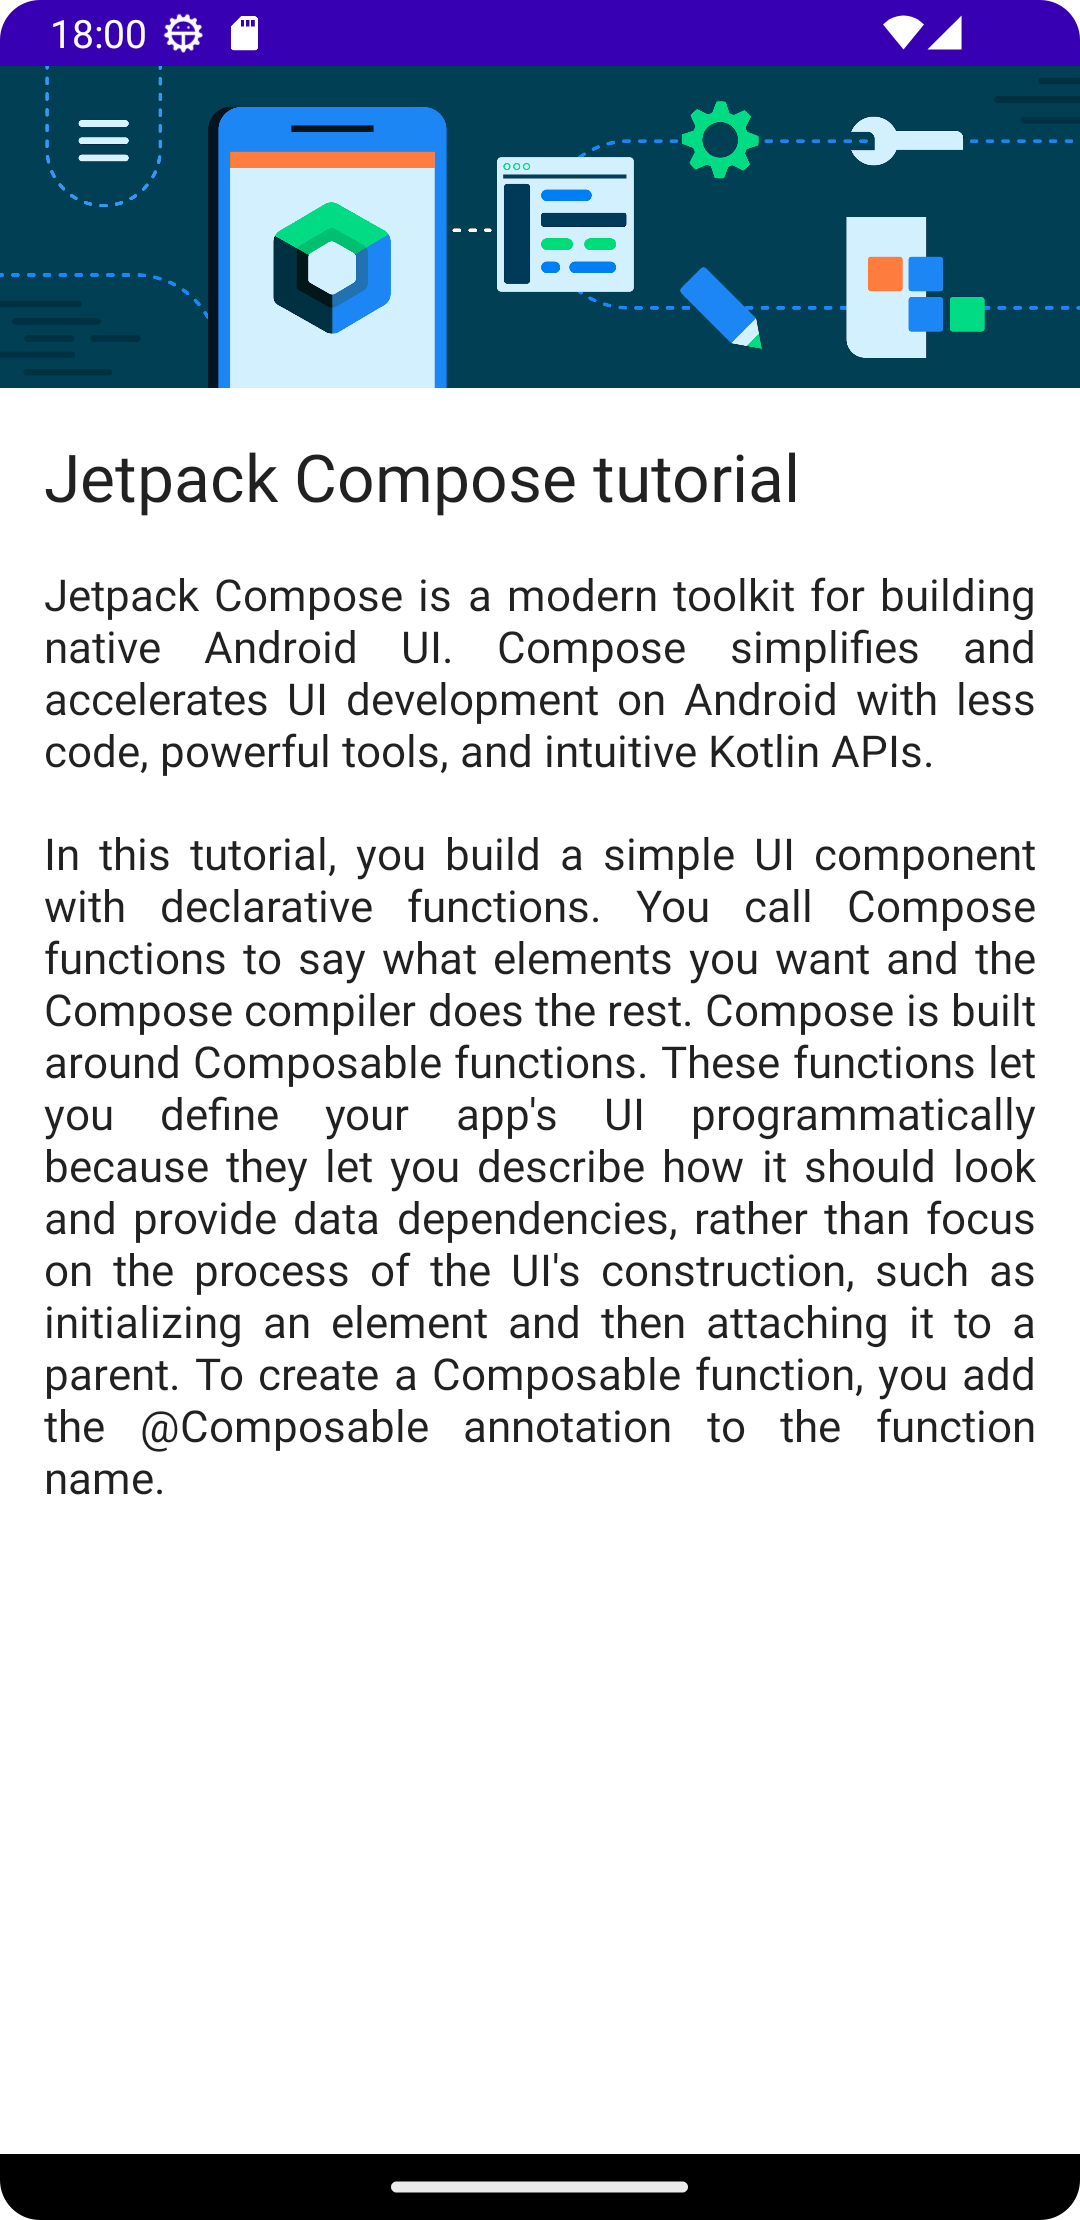 18:00
Jetpack Compose tutorial
Jetpack Compose is a modern toolkit for building
native Android UI. Compose simplifies and
accelerates UI development on Android with less
code, powerful tools, and intuitive Kotlin APIs.
In this tutorial, you build a simple UI component
with declarative functions. You call Compose
functions to say what elements you want and the
Compose compiler does the rest. Compose is built
around Composable functions. These functions let
you define your app's UI programmatically
because they let you describe how it should look
and provide data dependencies, rather than focus
on the process of the UI's construction, such as
initializing an element and then attaching it to a
parent. To create a Composable function, you add
the @Composable annotation to the function
name.